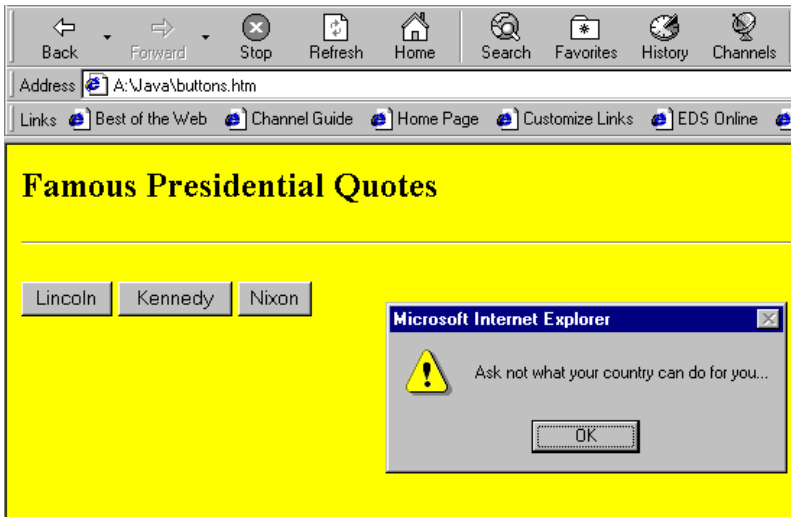 Back Forward Stop Refresh Home Search Favorites History Channels
Address A:\Java\buttons.htm
Links Best of the Web Channel Guide Home Page Customize Links EDS Online
Famous Presidential Quotes
Lincoln Kennedy Nixon
Microsoft Internet Explorer
Ask not what your country can do for you...
OK